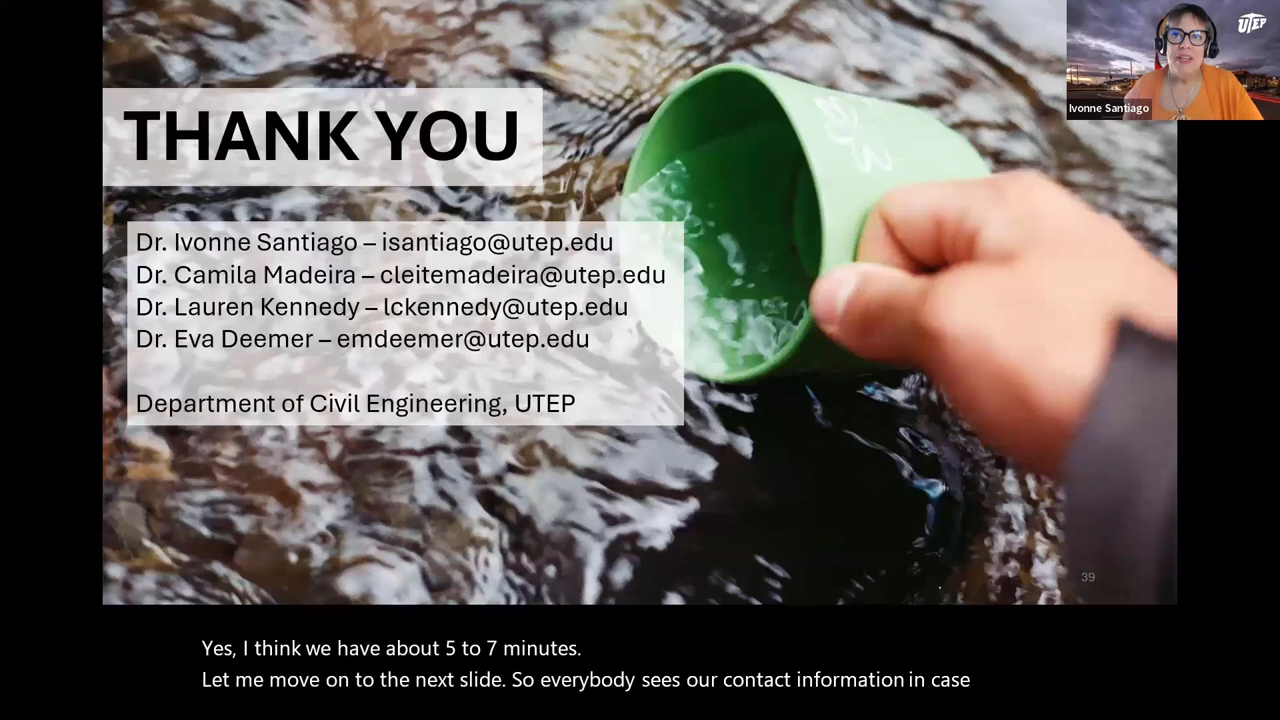 UTEP
Ivonne Santiago
THANK YOU
Dr. Ivonne Santiago – isantiago@utep.edu
Dr. Camila Madeira – cleitemadeira@utep.edu
Dr. Lauren Kennedy – lckennedy@utep.edu
Dr. Eva Deemer – emdeemer@utep.edu
Department of Civil Engineering, UTEP
39
Yes, I think we have about 5 to 7 minutes.
Let me move on to the next slide. So everybody sees our contact information in case